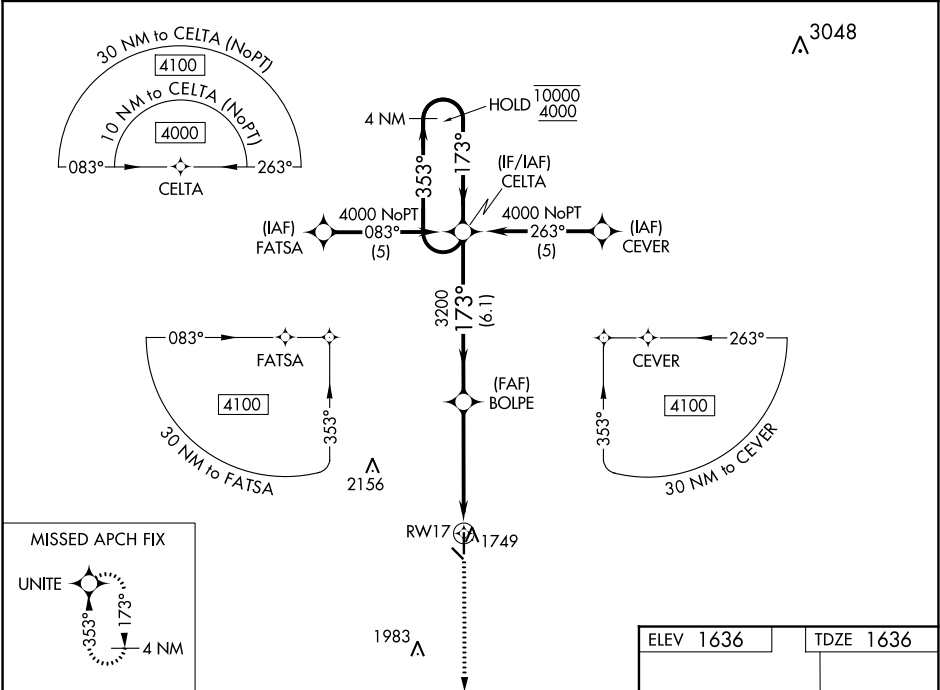 3048
30 NM to CELTA (NoPT)
4100
10 NM to CELTA (NoPT)
4000
083°
263°
CELTA
4 NM
HOLD
10000
4000
353°
173°
(IF/IAF)
CELTA
(IAF)
FATSA
4000 NoPT
083°
(5)
4000 NoPT
263°
(5)
(IAF)
CEVER
3200
173°
(6.1)
083°
FATSA
4100
353°
30 NM to FATSA
263°
CEVER
4100
353°
30 NM to CEVER
(FAF)
BOLPE
2156
RW17
1749
MISSED APCH FIX
UNITE
353°
173°
4 NM
1983
ELEV 1636
TDZE 1636